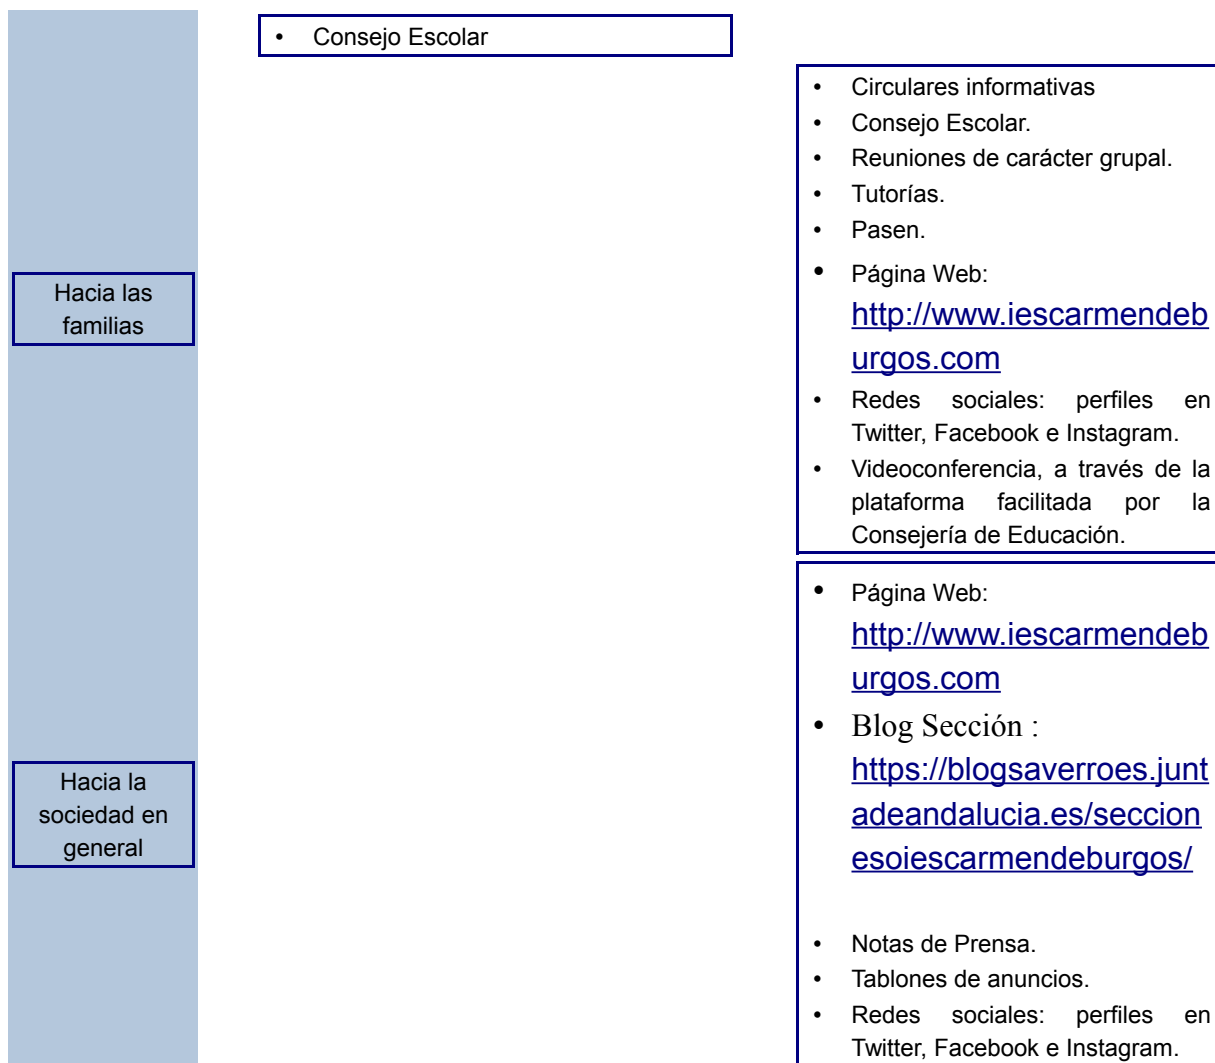 • Consejo Escolar
Hacia las
familias
• Circulares informativas
• Consejo Escolar.
• Reuniones de carácter grupal.
• Tutorías.
• Pasen.
• Página Web:
http://www.iescarmendeb
urgos.com
• Redes sociales: perfiles en
Twitter, Facebook e Instagram.
• Videoconferencia, a través de la
plataforma facilitada por la
Consejería de Educación.
Hacia la
sociedad en
general
• Página Web:
http://www.iescarmendeb
urgos.com
• Blog Sección :
https://blogsaverroes.junt
adeandalucia.es/seccion
esoiescarmendeburgos/
• Notas de Prensa.
• Tablones de anuncios.
• Redes sociales: perfiles en
Twitter, Facebook e Instagram.